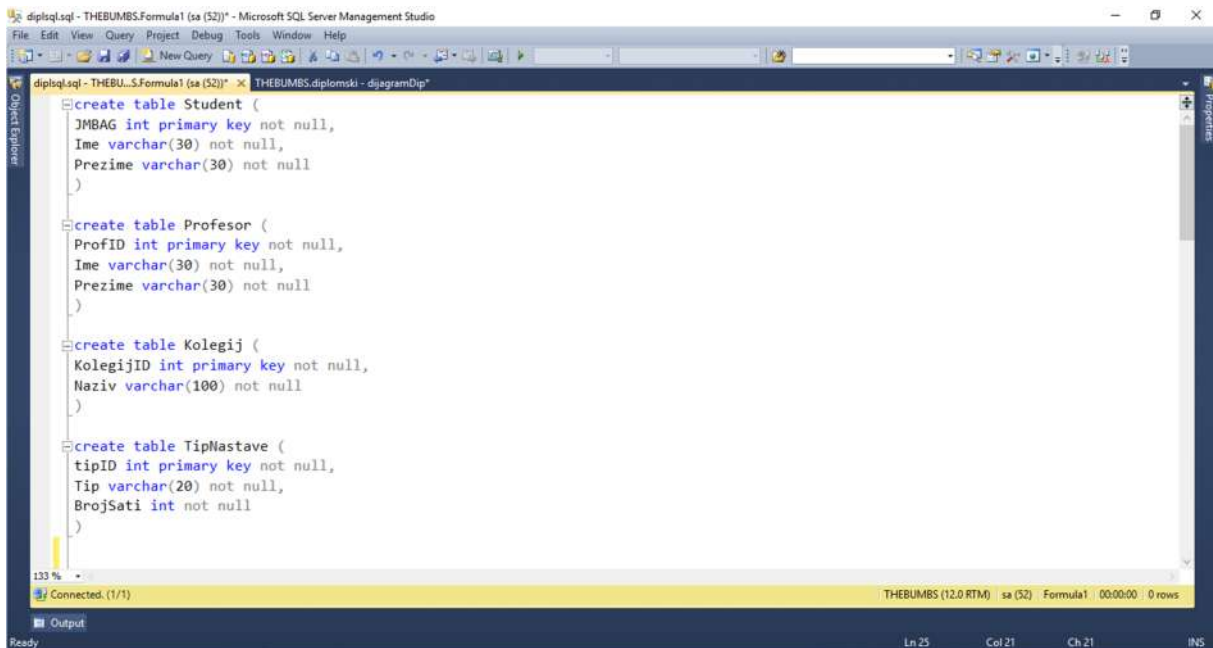 diplsql.sql - THEBUMBS.Formula1 (sa (52))* - Microsoft SQL Server Management Studio
File Edit View Query Project Debug Tools Window Help
New Query
diplsql.sql - THEBU...S.Formula1 (sa (52))* THEBUMBS.diplomski - dijagramDip*
Object Explorer
Properties
create table Student (
JMBAG int primary key not null,
Ime varchar(30) not null,
Prezime varchar(30) not null
)
create table Profesor (
ProfID int primary key not null,
Ime varchar(30) not null,
Prezime varchar(30) not null
)
create table Kolegij (
KolegijID int primary key not null,
Naziv varchar(100) not null
)
create table TipNastave (
tipID int primary key not null,
Tip varchar(20) not null,
BrojSati int not null
)
133 %
Connected. (1/1) THEBUMBS (12.0 RTM) sa (52) Formula1 00:00:00 0 rows
Output
Ready Ln 25 Col 21 Ch 21 INS